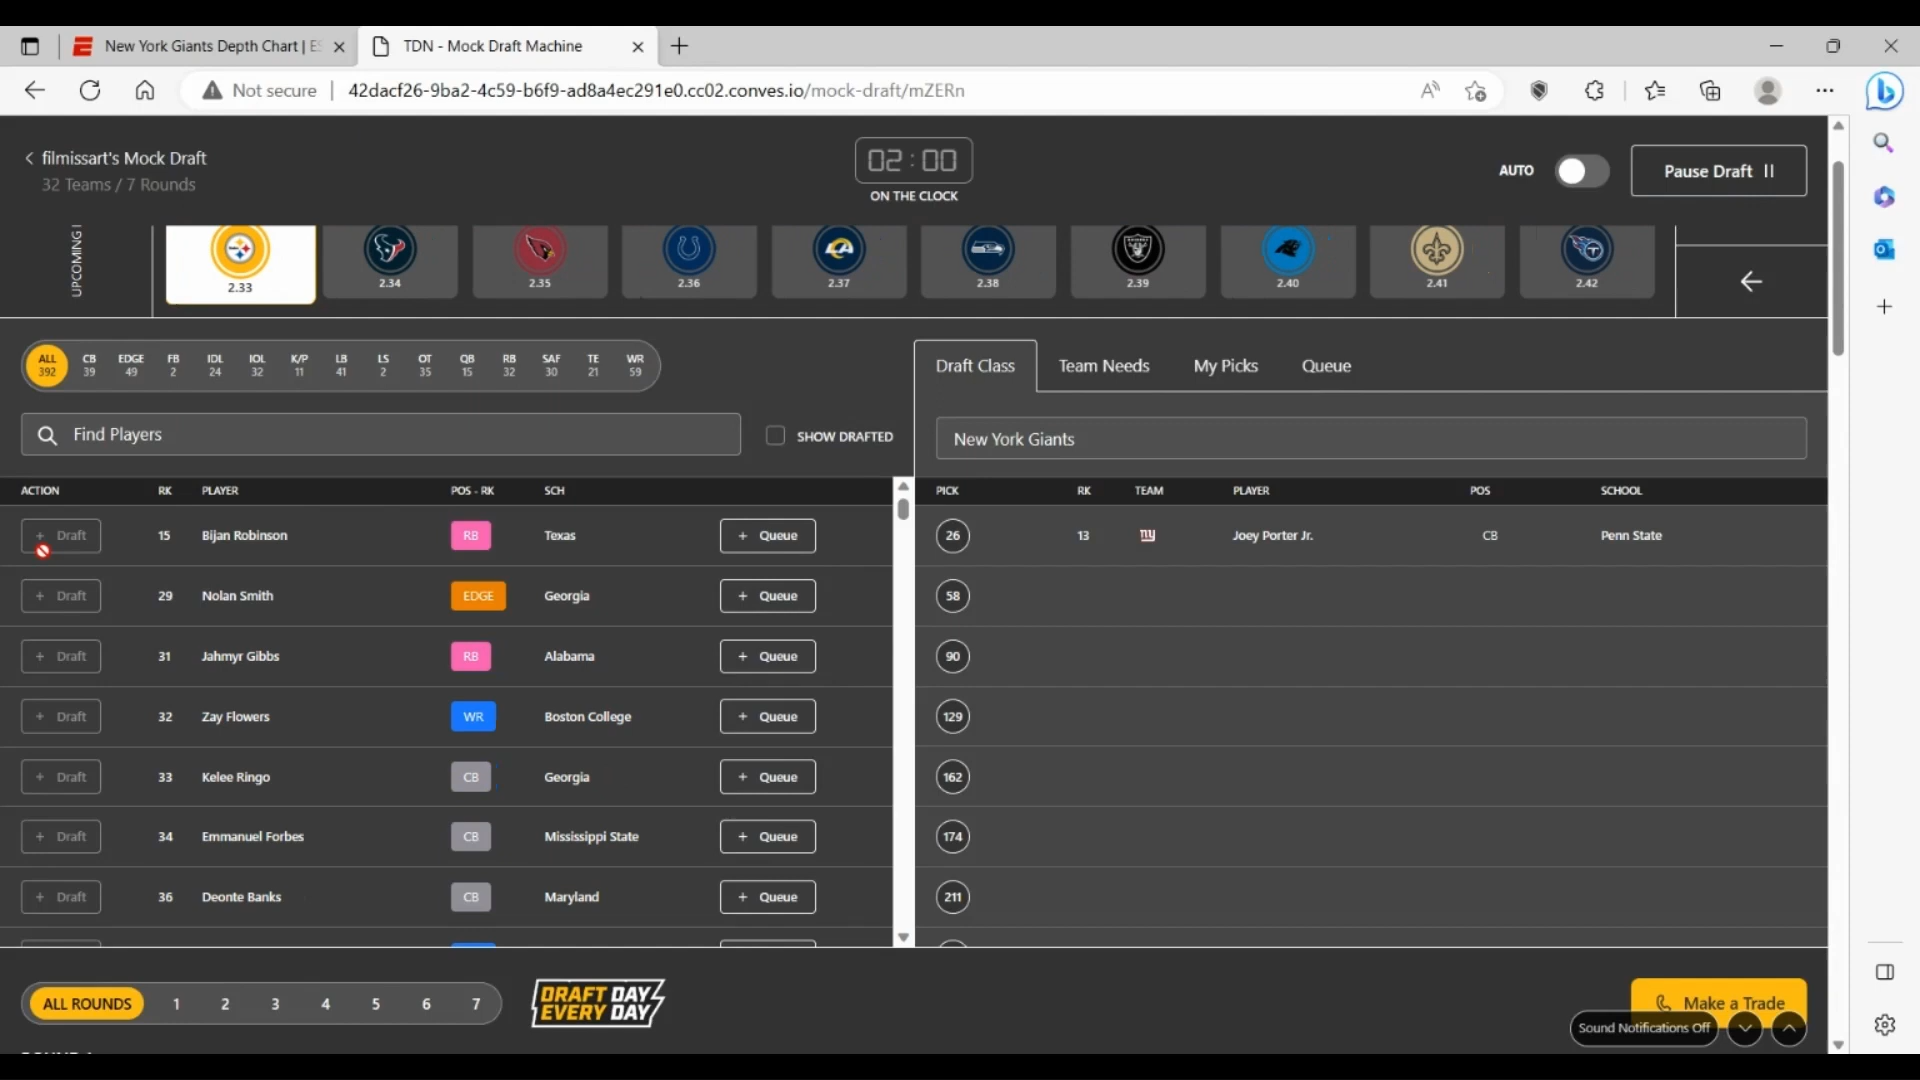 New York Giants Depth Chart | ES
TDN - Mock Draft Machine
Not secure
42dacf26-9ba2-4c59-b6f9-ad8a4ec291e0.cc02.conves.io/mock-draft/mZERn
filmissart's Mock Draft
32 Teams / 7 Rounds
02:00
ON THE CLOCK
AUTO
Pause Draft
UPCOMING
2.33 2.34 2.35 2.36 2.37 2.38 2.39 2.40 2.41 2.42
RAIDERS
ALL CB EDGE FB IDL IOL K/P LB LS OT QB RB SAF TE WR
392 39 49 2 24 32 11 41 2 35 15 32 30 21 59
Draft Class Team Needs My Picks Queue
Find Players
SHOW DRAFTED
New York Giants
ACTION RK PLAYER POS - RK SCH
PICK RK TEAM PLAYER POS SCHOOL
+ Draft 15 Bijan Robinson RB Texas + Queue
26 13 ny Joey Porter Jr. CB Penn State
+ Draft 29 Nolan Smith EDGE Georgia + Queue
58
+ Draft 31 Jahmyr Gibbs RB Alabama + Queue
90
+ Draft 32 Zay Flowers WR Boston College + Queue
129
+ Draft 33 Kelee Ringo CB Georgia + Queue
162
+ Draft 34 Emmanuel Forbes CB Mississippi State + Queue
174
+ Draft 36 Deonte Banks CB Maryland + Queue
211
ALL ROUNDS 1 2 3 4 5 6 7
DRAFT DAY
EVERY DAY
Make a Trade
Sound Notifications Off